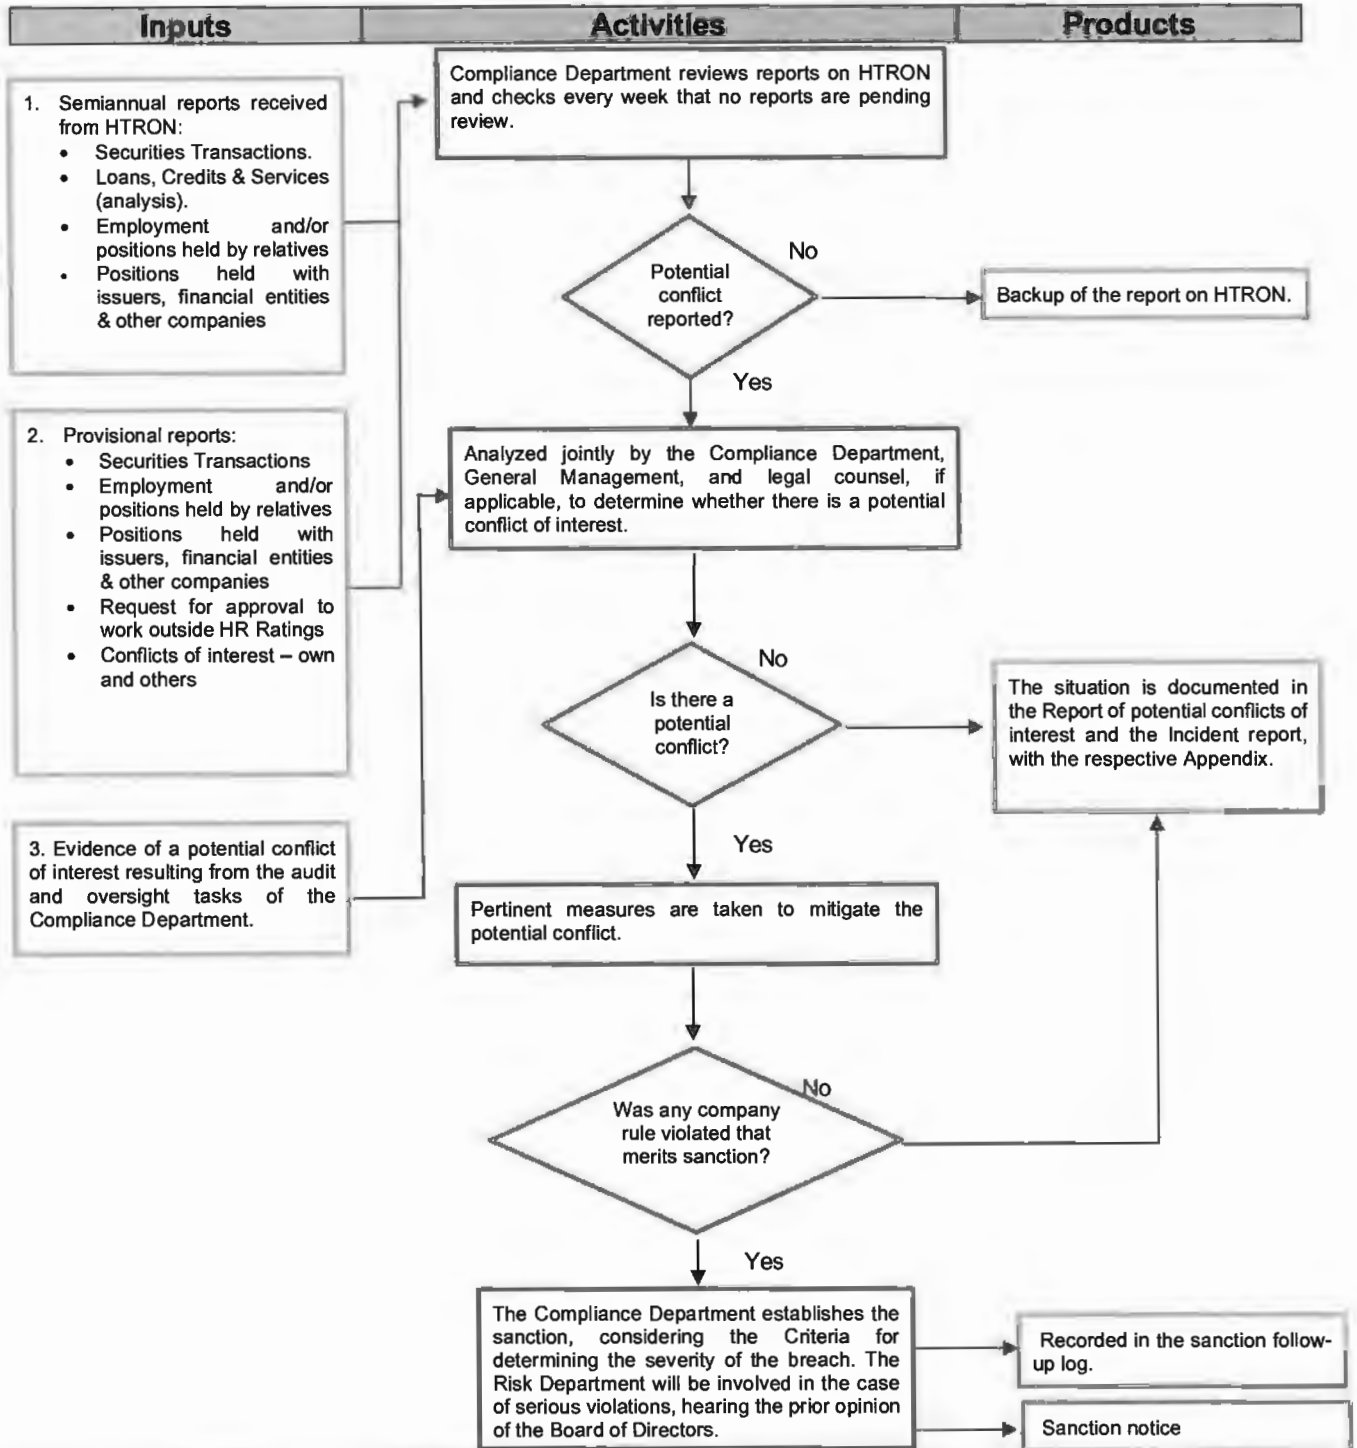 Inputs
Activities
Products
1. Semiannual reports received
from HTRON:
• Securities Transactions.
• Loans, Credits & Services
(analysis).
• Employment and/or
positions held by relatives
• Positions held with
issuers, financial entities
& other companies
Compliance Department reviews reports on HTRON
and checks every week that no reports are pending
review.
Potential
conflict
reported?
No
Backup of the report on HTRON.
Yes
2. Provisional reports:
• Securities Transactions
• Employment and/or
positions held by relatives
• Positions held with
issuers, financial entities
& other companies
• Request for approval to
work outside HR Ratings
• Conflicts of interest – own
and others
Analyzed jointly by the Compliance Department,
General Management, and legal counsel, if
applicable, to determine whether there is a potential
conflict of interest.
Is there a
potential
conflict?
No
The situation is documented in
the Report of potential conflicts of
interest and the Incident report,
with the respective Appendix.
Yes
3. Evidence of a potential conflict
of interest resulting from the audit
and oversight tasks of the
Compliance Department.
Pertinent measures are taken to mitigate the
potential conflict.
Was any company
rule violated that
merits sanction?
No
Yes
The Compliance Department establishes the
sanction, considering the Criteria for
determining the severity of the breach. The
Risk Department will be involved in the case
of serious violations, hearing the prior opinion
of the Board of Directors.
Recorded in the sanction follow-
up log.
Sanction notice